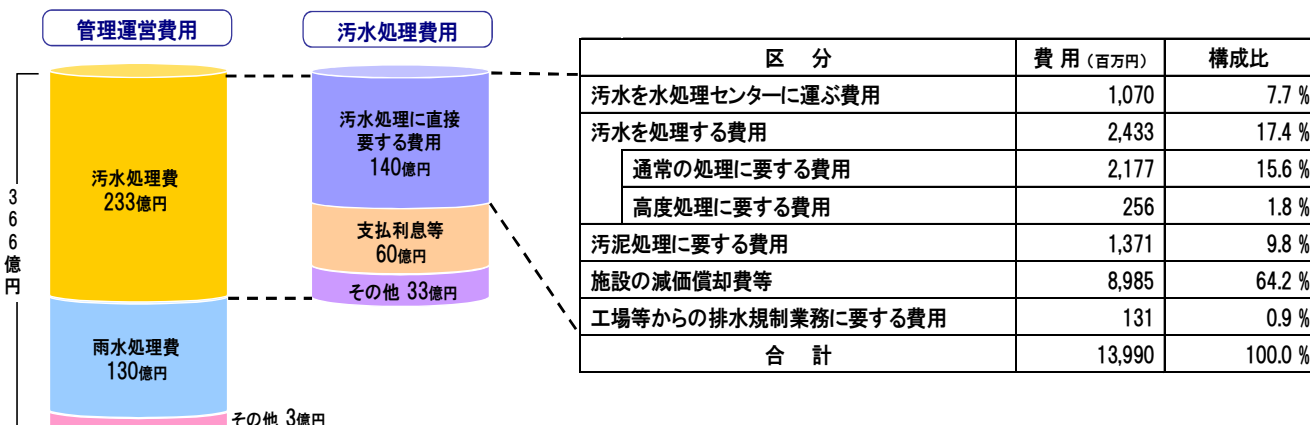 管理運営費用
汚水処理費用
366億円
汚水処理費
233億円
雨水処理費
130億円
その他 3億円
汚水処理に直接
要する費用
140億円
支払利息等
60億円
その他 33億円
区 分 費 用 (百万円) 構成比
汚水を水処理センターに運ぶ費用 1,070 7.7 %
汚水を処理する費用 2,433 17.4 %
通常の処理に要する費用 2,177 15.6 %
高度処理に要する費用 256 1.8 %
汚泥処理に要する費用 1,371 9.8 %
施設の減価償却費等 8,985 64.2 %
工場等からの排水規制業務に要する費用 131 0.9 %
合 計 13,990 100.0 %